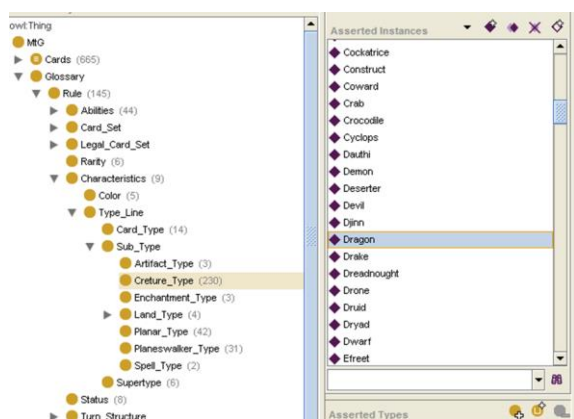 owl:Thing
MtG
Cards (665)
Glossary
Rule (145)
Abilities (44)
Card_Set
Legal_Card_Set
Rarity (6)
Characteristics (9)
Color (5)
Type_Line
Card_Type (14)
Sub_Type
Artifact_Type (3)
Creture_Type (230)
Enchantment_Type (3)
Land_Type (4)
Planar_Type (42)
Planeswalker_Type (31)
Spell_Type (2)
Supertype (6)
Status (8)
Turn_Structure
Asserted Instances
Cockatrice
Construct
Coward
Crab
Crocodile
Cyclops
Dauthi
Demon
Deserter
Devil
Djinn
Dragon
Drake
Dreadnought
Drone
Druid
Dryad
Dwarf
Efreet
Asserted Types